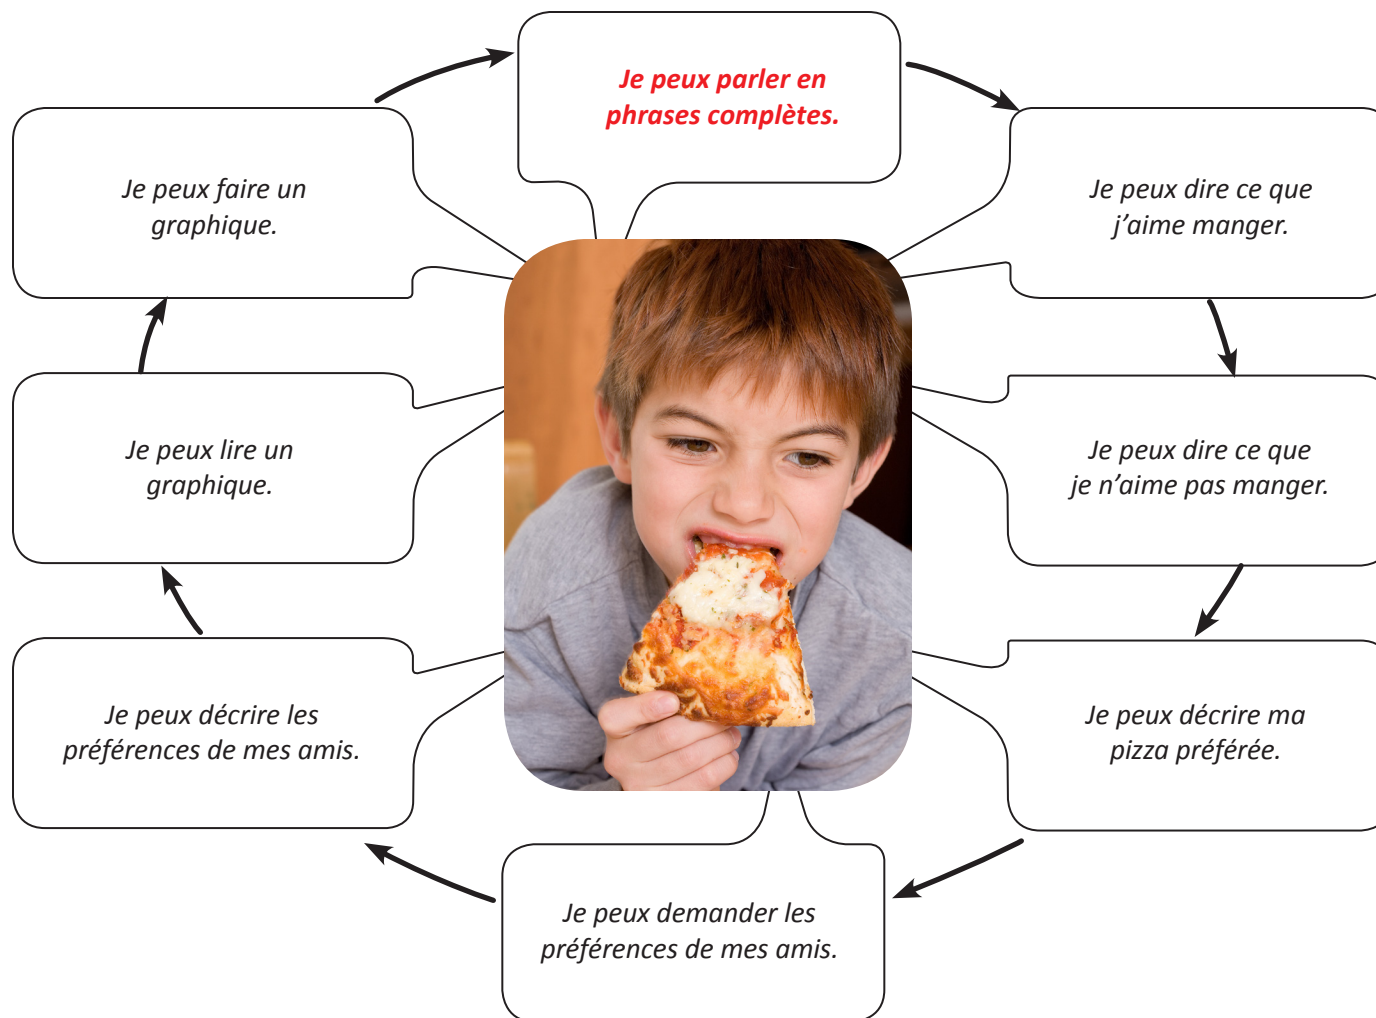 Je peux parler en
phrases complètes.
Je peux dire ce que
j’aime manger.
Je peux dire ce que
je n’aime pas manger.
Je peux décrire ma
pizza préférée.
Je peux demander les
préférences de mes amis.
Je peux décrire les
préférences de mes amis.
Je peux lire un
graphique.
Je peux faire un
graphique.